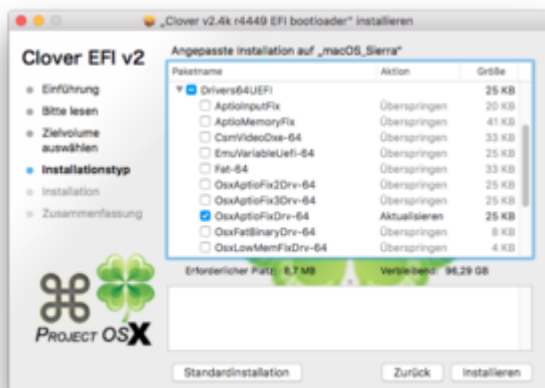 „Clover v2.4k r4449 EFI bootloader“ installieren
Clover EFI v2
Einführung
Bitte lesen
Zielvolume
auswählen
Installationstyp
Installation
Zusammenfassung
PROJECT OSX
Angepasste Installation auf „macOS_Sierra“
Paketname Aktion Größe
Drivers64UEFI 25 KB
AptioInputFix Überspringen 20 KB
AptioMemoryFix Überspringen 41 KB
CsmVideoDxe-64 Überspringen 33 KB
EmuVariableUefi-64 Überspringen 25 KB
Fat-64 Überspringen 33 KB
OsxAptioFix2Drv-64 Überspringen 25 KB
OsxAptioFix3Drv-64 Überspringen 25 KB
OsxAptioFixDrv-64 Aktualisieren 25 KB
OsxFatBinaryDrv-64 Überspringen 8 KB
OsxLowMemFixDrv-64 Überspringen 4 KB
Erforderlicher Platz: 8,7 MB Verbleibend: 96,29 GB
Standardinstallation Zurück Installieren